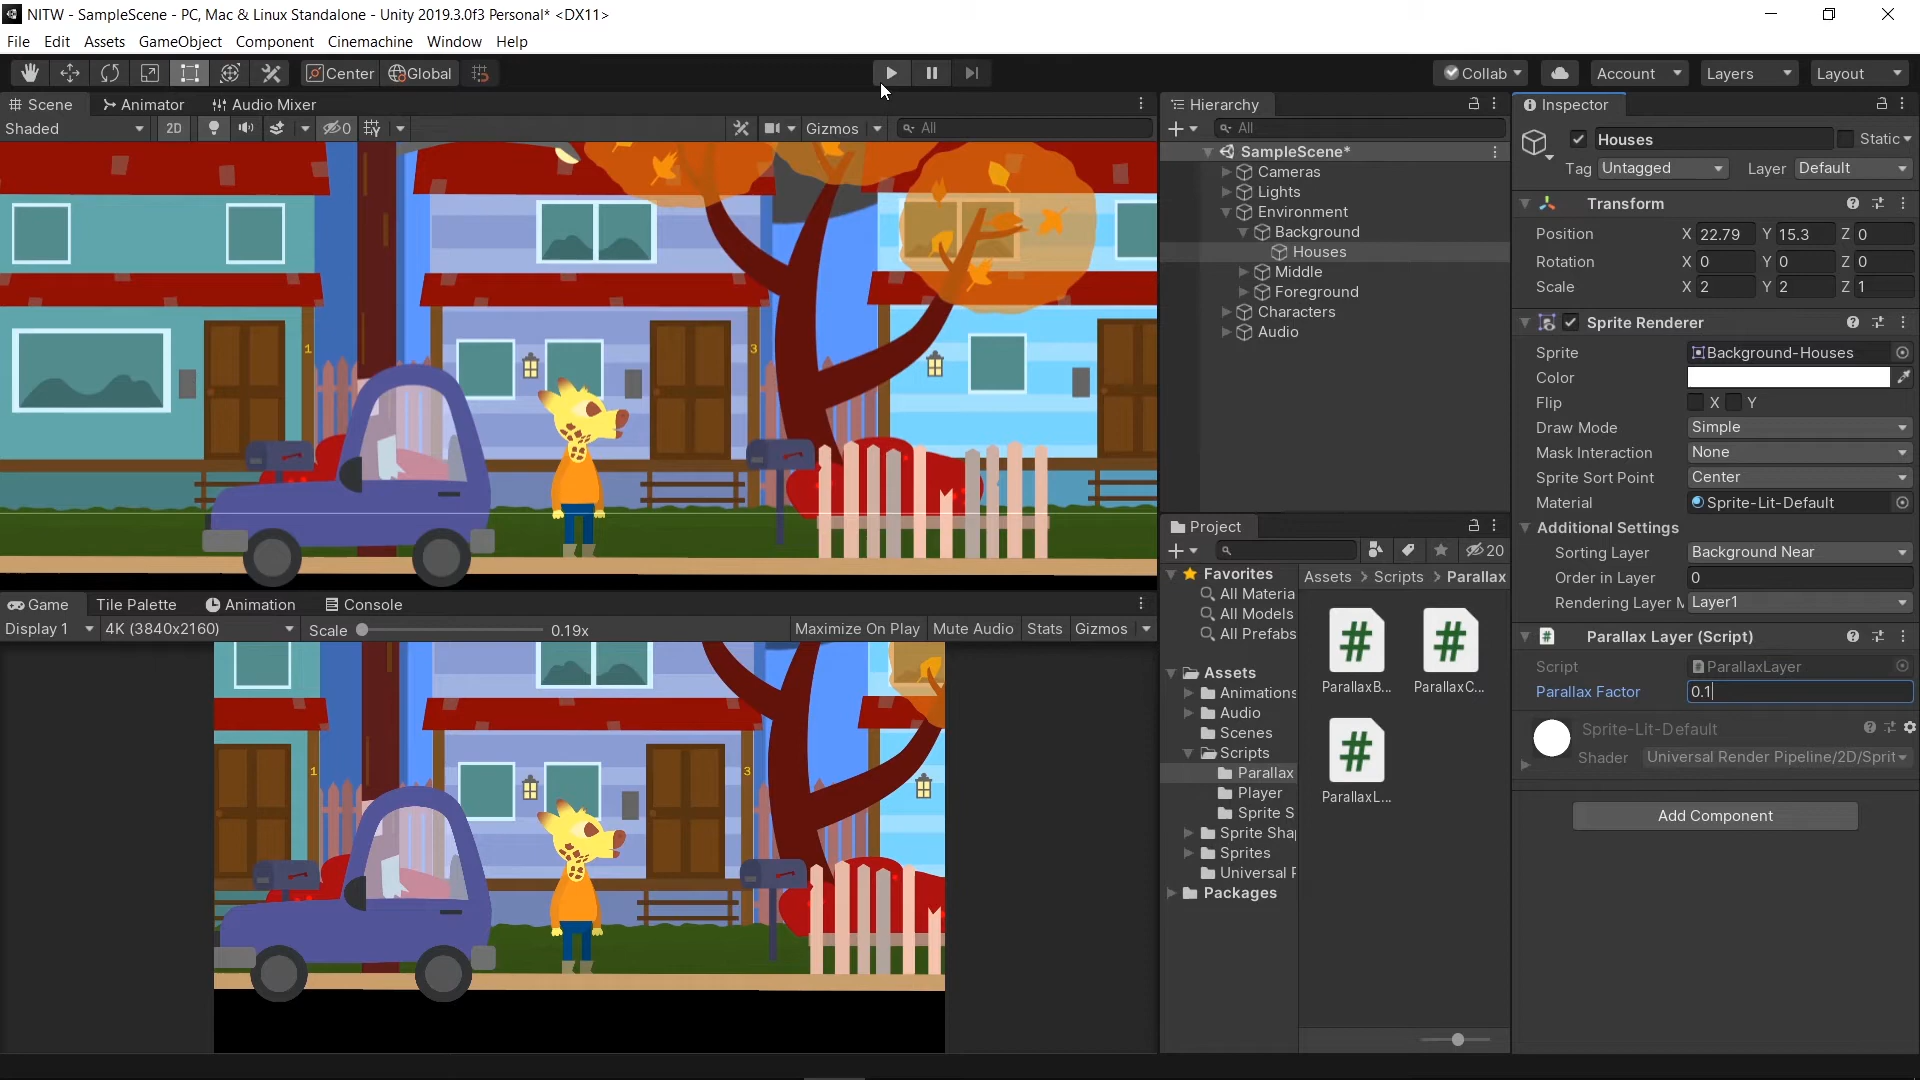 NITW - SampleScene - PC, Mac & Linux Standalone - Unity 2019.3.0f3 Personal* <DX11>
File Edit Assets GameObject Component Cinemachine Window Help
Center Global
Collab Account Layers Layout
Scene Animator Audio Mixer
Shaded 2D 0 Gizmos All
1 3
Game Tile Palette Animation Console
Display 1 4K (3840x2160) Scale 0.19x Maximize On Play Mute Audio Stats Gizmos
1 3
Hierarchy
All
SampleScene*
Cameras
Lights
Environment
Background
Houses
Middle
Foreground
Characters
Audio
Project
20
Favorites
All Materia
All Models
All Prefabs
Assets
Animations
Audio
Scenes
Scripts
Parallax
Player
Sprite S
Sprite Sha
Sprites
Universal
Packages
Assets > Scripts > Parallax
ParallaxB... ParallaxC...
ParallaxL...
Inspector
Houses Static
Tag Untagged Layer Default
Transform
Position X 22.79 Y 15.3 Z 0
Rotation X 0 Y 0 Z 0
Scale X 2 Y 2 Z 1
Sprite Renderer
Sprite Background-Houses
Color
Flip X Y
Draw Mode Simple
Mask Interaction None
Sprite Sort Point Center
Material Sprite-Lit-Default
Additional Settings
Sorting Layer Background Near
Order in Layer 0
Rendering Layer M Layer1
Parallax Layer (Script)
Script ParallaxLayer
Parallax Factor 0.1
Sprite-Lit-Default
Shader Universal Render Pipeline/2D/Sprit
Add Component